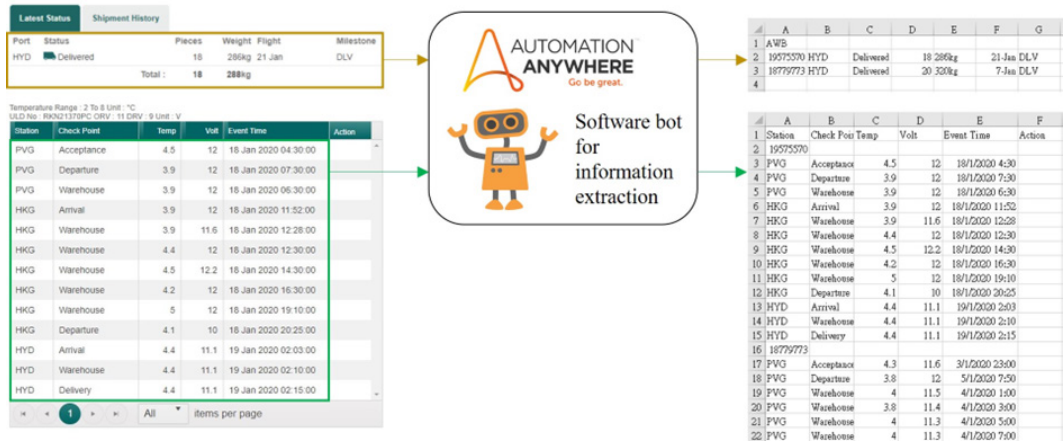 Latest Status Shipment History
Port Status Pieces Weight Flight Milestone
HYD Delivered 18 286kg 21 Jan DLV
Total : 18 288kg
Temperature Range : 2 To 8 Unit : °C
ULD No : RKN21379PC ORV : 11 DRV : 9 Unit : V
Station Check Point Temp Volt Event Time Action
PVG Acceptance 4.5 12 18 Jan 2020 04:30:00
PVG Departure 3.9 12 18 Jan 2020 07:30:00
PVG Warehouse 3.9 12 18 Jan 2020 06:30:00
HKG Arrival 3.9 12 18 Jan 2020 11:52:00
HKG Warehouse 3.9 11.6 18 Jan 2020 12:28:00
HKG Warehouse 4.4 12 18 Jan 2020 12:30:00
HKG Warehouse 4.5 12.2 18 Jan 2020 14:30:00
HKG Warehouse 4.2 12 18 Jan 2020 16:30:00
HKG Warehouse 5 12 18 Jan 2020 19:10:00
HKG Departure 4.1 10 18 Jan 2020 20:25:00
HYD Arrival 4.4 11.1 19 Jan 2020 02:03:00
HYD Warehouse 4.4 11.1 19 Jan 2020 02:10:00
HYD Delivery 4.4 11.1 19 Jan 2020 02:15:00
1 All items per page
AUTOMATION
ANYWHERE
Go be great.
Software bot
for
information
extraction
A B C D E F G
1 AWB
2 19575570 HYD Delivered 18 286kg 21-Jan DLV
3 18779773 HYD Delivered 20 320kg 7-Jan DLV
4
A B C D E F
1 Station Check Poin Temp Volt Event Time Action
2 19575570
3 PVG Acceptance 4.5 12 18/1/2020 4:30
4 PVG Departure 3.9 12 18/1/2020 7:30
5 PVG Warehouse 3.9 12 18/1/2020 6:30
6 HKG Arrival 3.9 12 18/1/2020 11:52
7 HKG Warehouse 3.9 11.6 18/1/2020 12:28
8 HKG Warehouse 4.4 12 18/1/2020 12:30
9 HKG Warehouse 4.5 12.2 18/1/2020 14:30
10 HKG Warehouse 4.2 12 18/1/2020 16:30
11 HKG Warehouse 5 12 18/1/2020 19:10
12 HKG Departure 4.1 10 18/1/2020 20:25
13 HYD Arrival 4.4 11.1 19/1/2020 2:03
14 HYD Warehouse 4.4 11.1 19/1/2020 2:10
15 HYD Delivery 4.4 11.1 19/1/2020 2:15
16 18779773
17 PVG Acceptance 4.3 11.6 3/1/2020 23:00
18 PVG Departure 3.8 12 5/1/2020 7:50
19 PVG Warehouse 4 11.5 4/1/2020 1:00
20 PVG Warehouse 3.8 11.4 4/1/2020 3:00
21 PVG Warehouse 4 11.3 4/1/2020 5:00
22 PVG Warehouse 4 11.3 4/1/2020 7:00